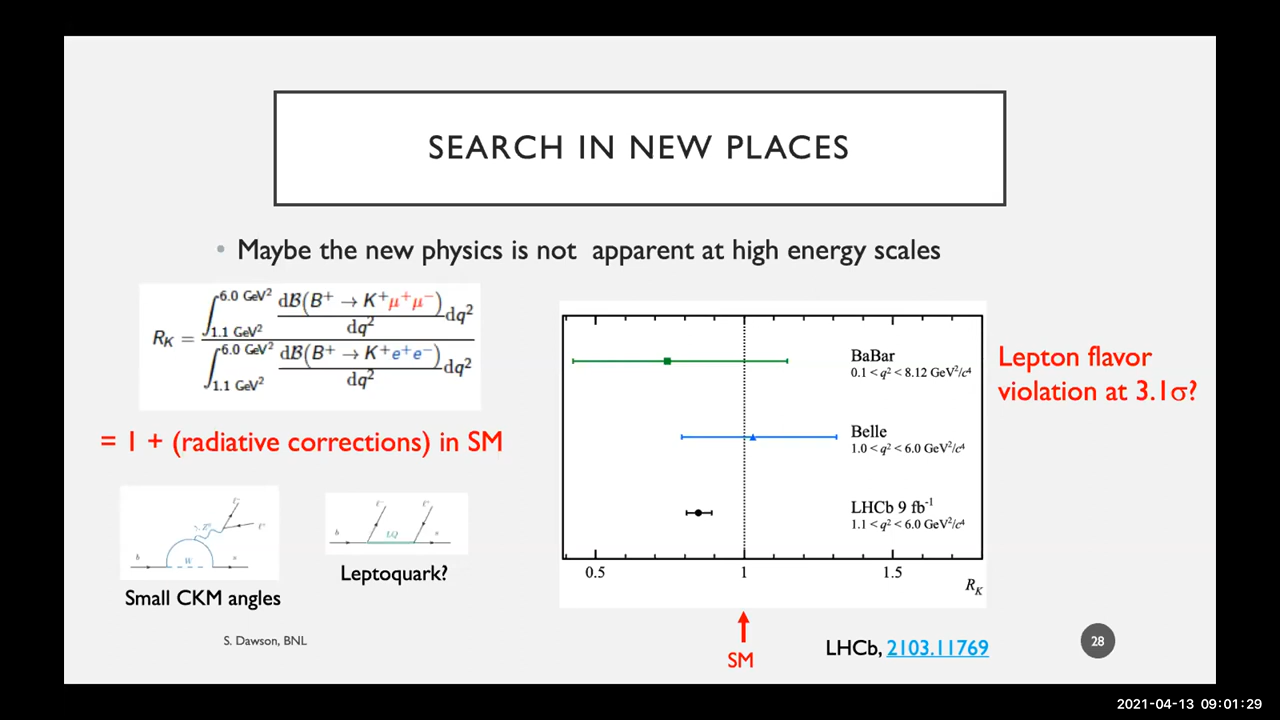 SEARCH IN NEW PLACES
• Maybe the new physics is not apparent at high energy scales
R_K = ∫_{1.1 GeV²}^{6.0 GeV²} dℬ(B⁺ → K⁺μ⁺μ⁻)/dq² dq² / ∫_{1.1 GeV²}^{6.0 GeV²} dℬ(B⁺ → K⁺e⁺e⁻)/dq² dq²
= 1 + (radiative corrections) in SM
b W Z⁰ s
Small CKM angles
b LQ s
Leptoquark?
BaBar
0.1 < q² < 8.12 GeV²/c⁴
Belle
1.0 < q² < 6.0 GeV²/c⁴
LHCb 9 fb⁻¹
1.1 < q² < 6.0 GeV²/c⁴
0.5 1 1.5
R_K
SM
Lepton flavor
violation at 3.1σ?
LHCb, 2103.11769
S. Dawson, BNL
28
2021-04-13 09:01:29